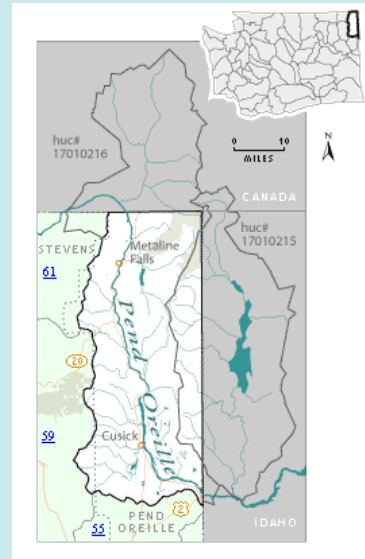 huc#
17010216
0 10
MILES
N
CANADA
huc#
17010215
STEVENS
61
Metaline
Falls
Pend Oreille
20
59
Cusick
2
55
PEND
OREILLE
IDAHO